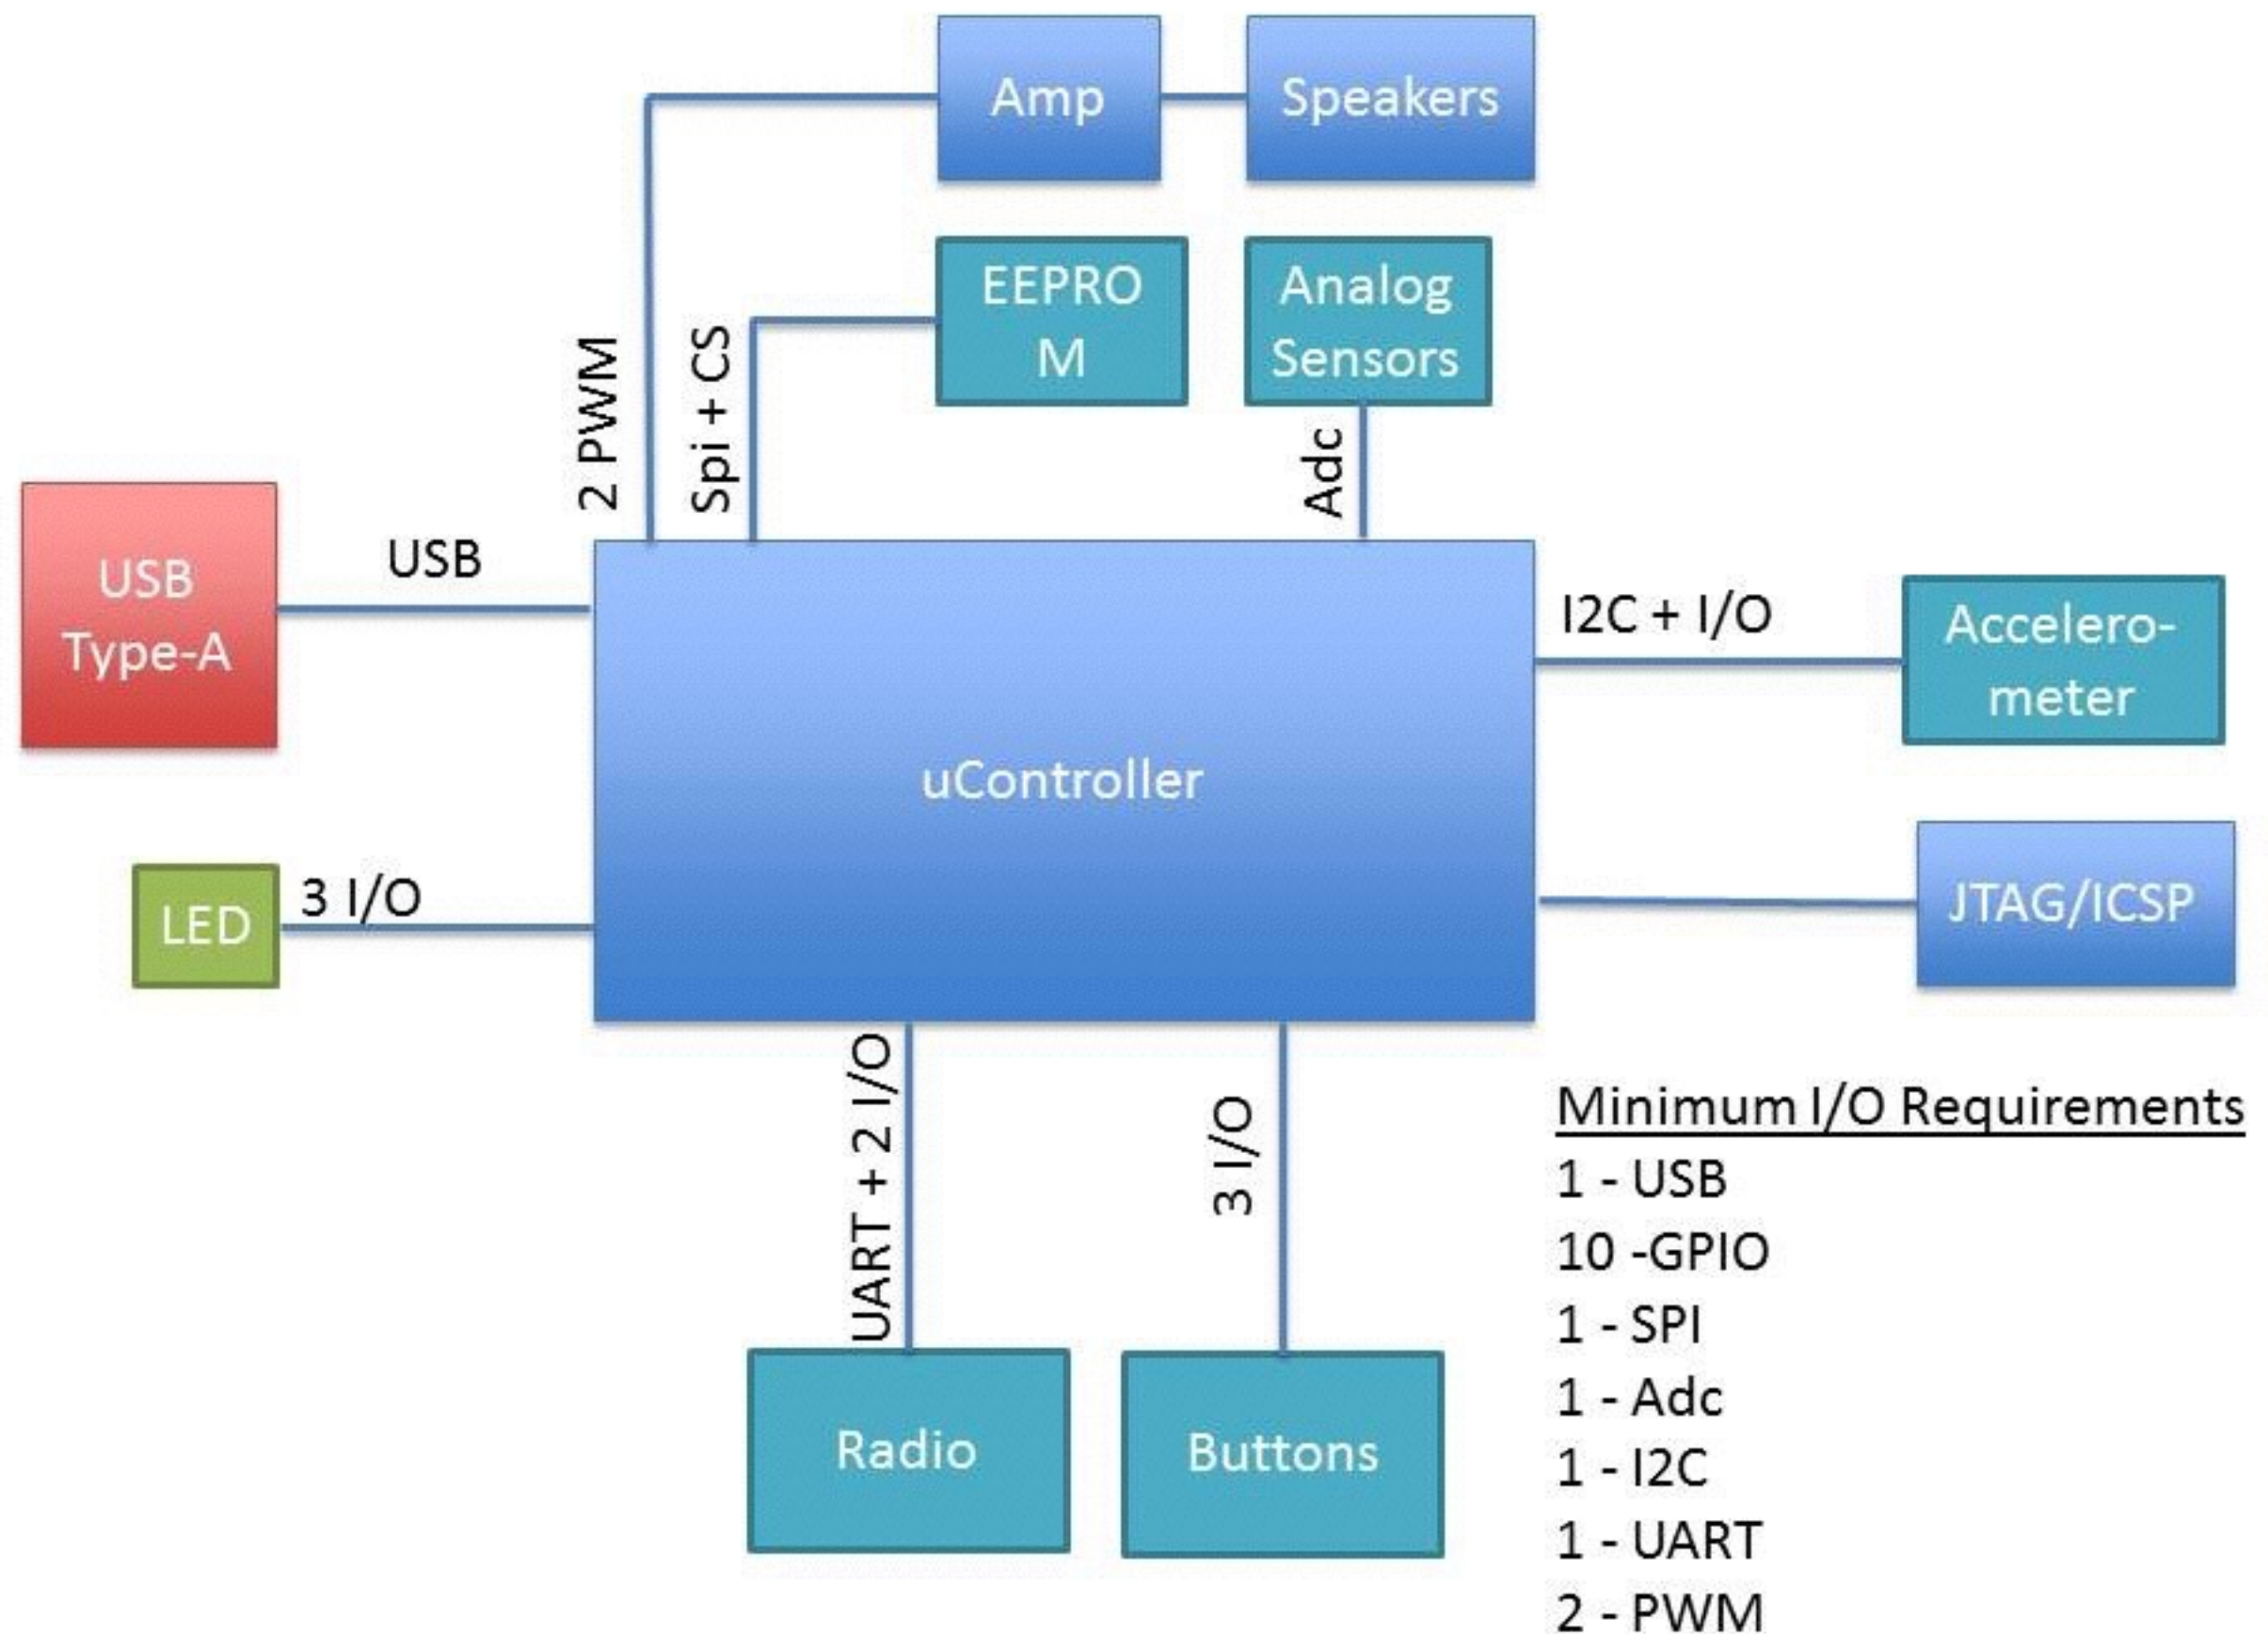 Amp
Speakers
EEPRO
M
Analog
Sensors
2 PWM
Spi + CS
Adc
USB
Type-A
USB
I2C + I/O
Accelero-
meter
uController
LED
3 I/O
JTAG/ICSP
UART + 2 I/O
3 I/O
Radio
Buttons
Minimum I/O Requirements
1 - USB
10 -GPIO
1 - SPI
1 - Adc
1 - I2C
1 - UART
2 - PWM